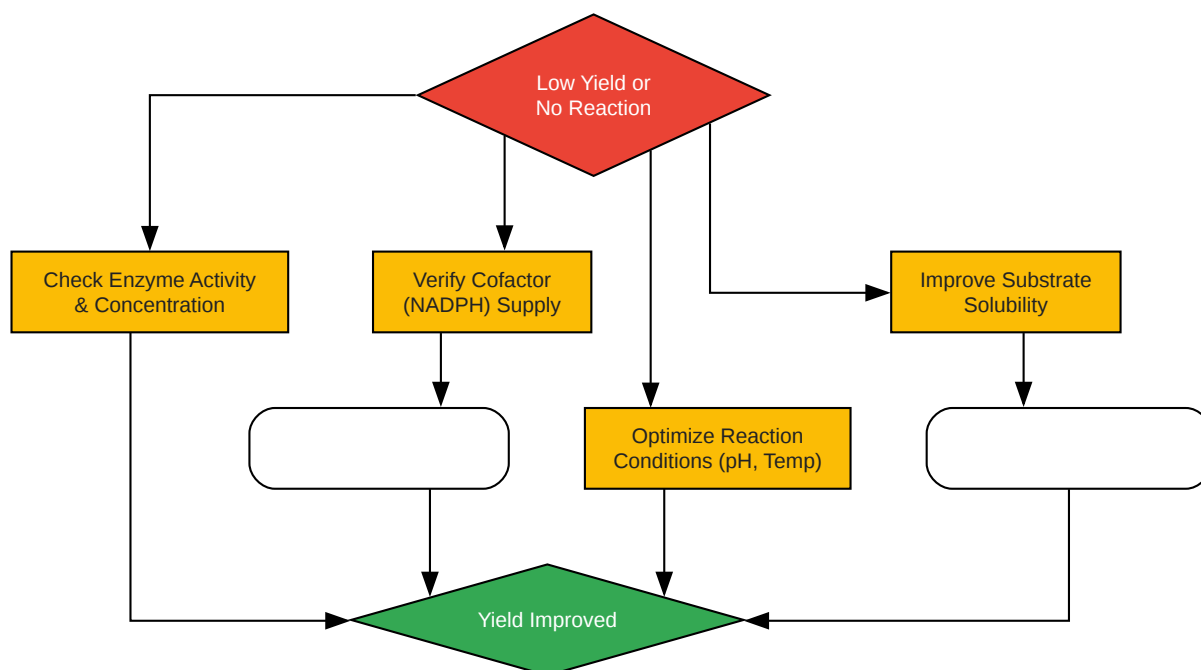 Low Yield or
No Reaction
Check Enzyme Activity
& Concentration
Verify Cofactor
(NADPH) Supply
Improve Substrate
Solubility
Optimize Reaction
Conditions (pH, Temp)
Yield Improved